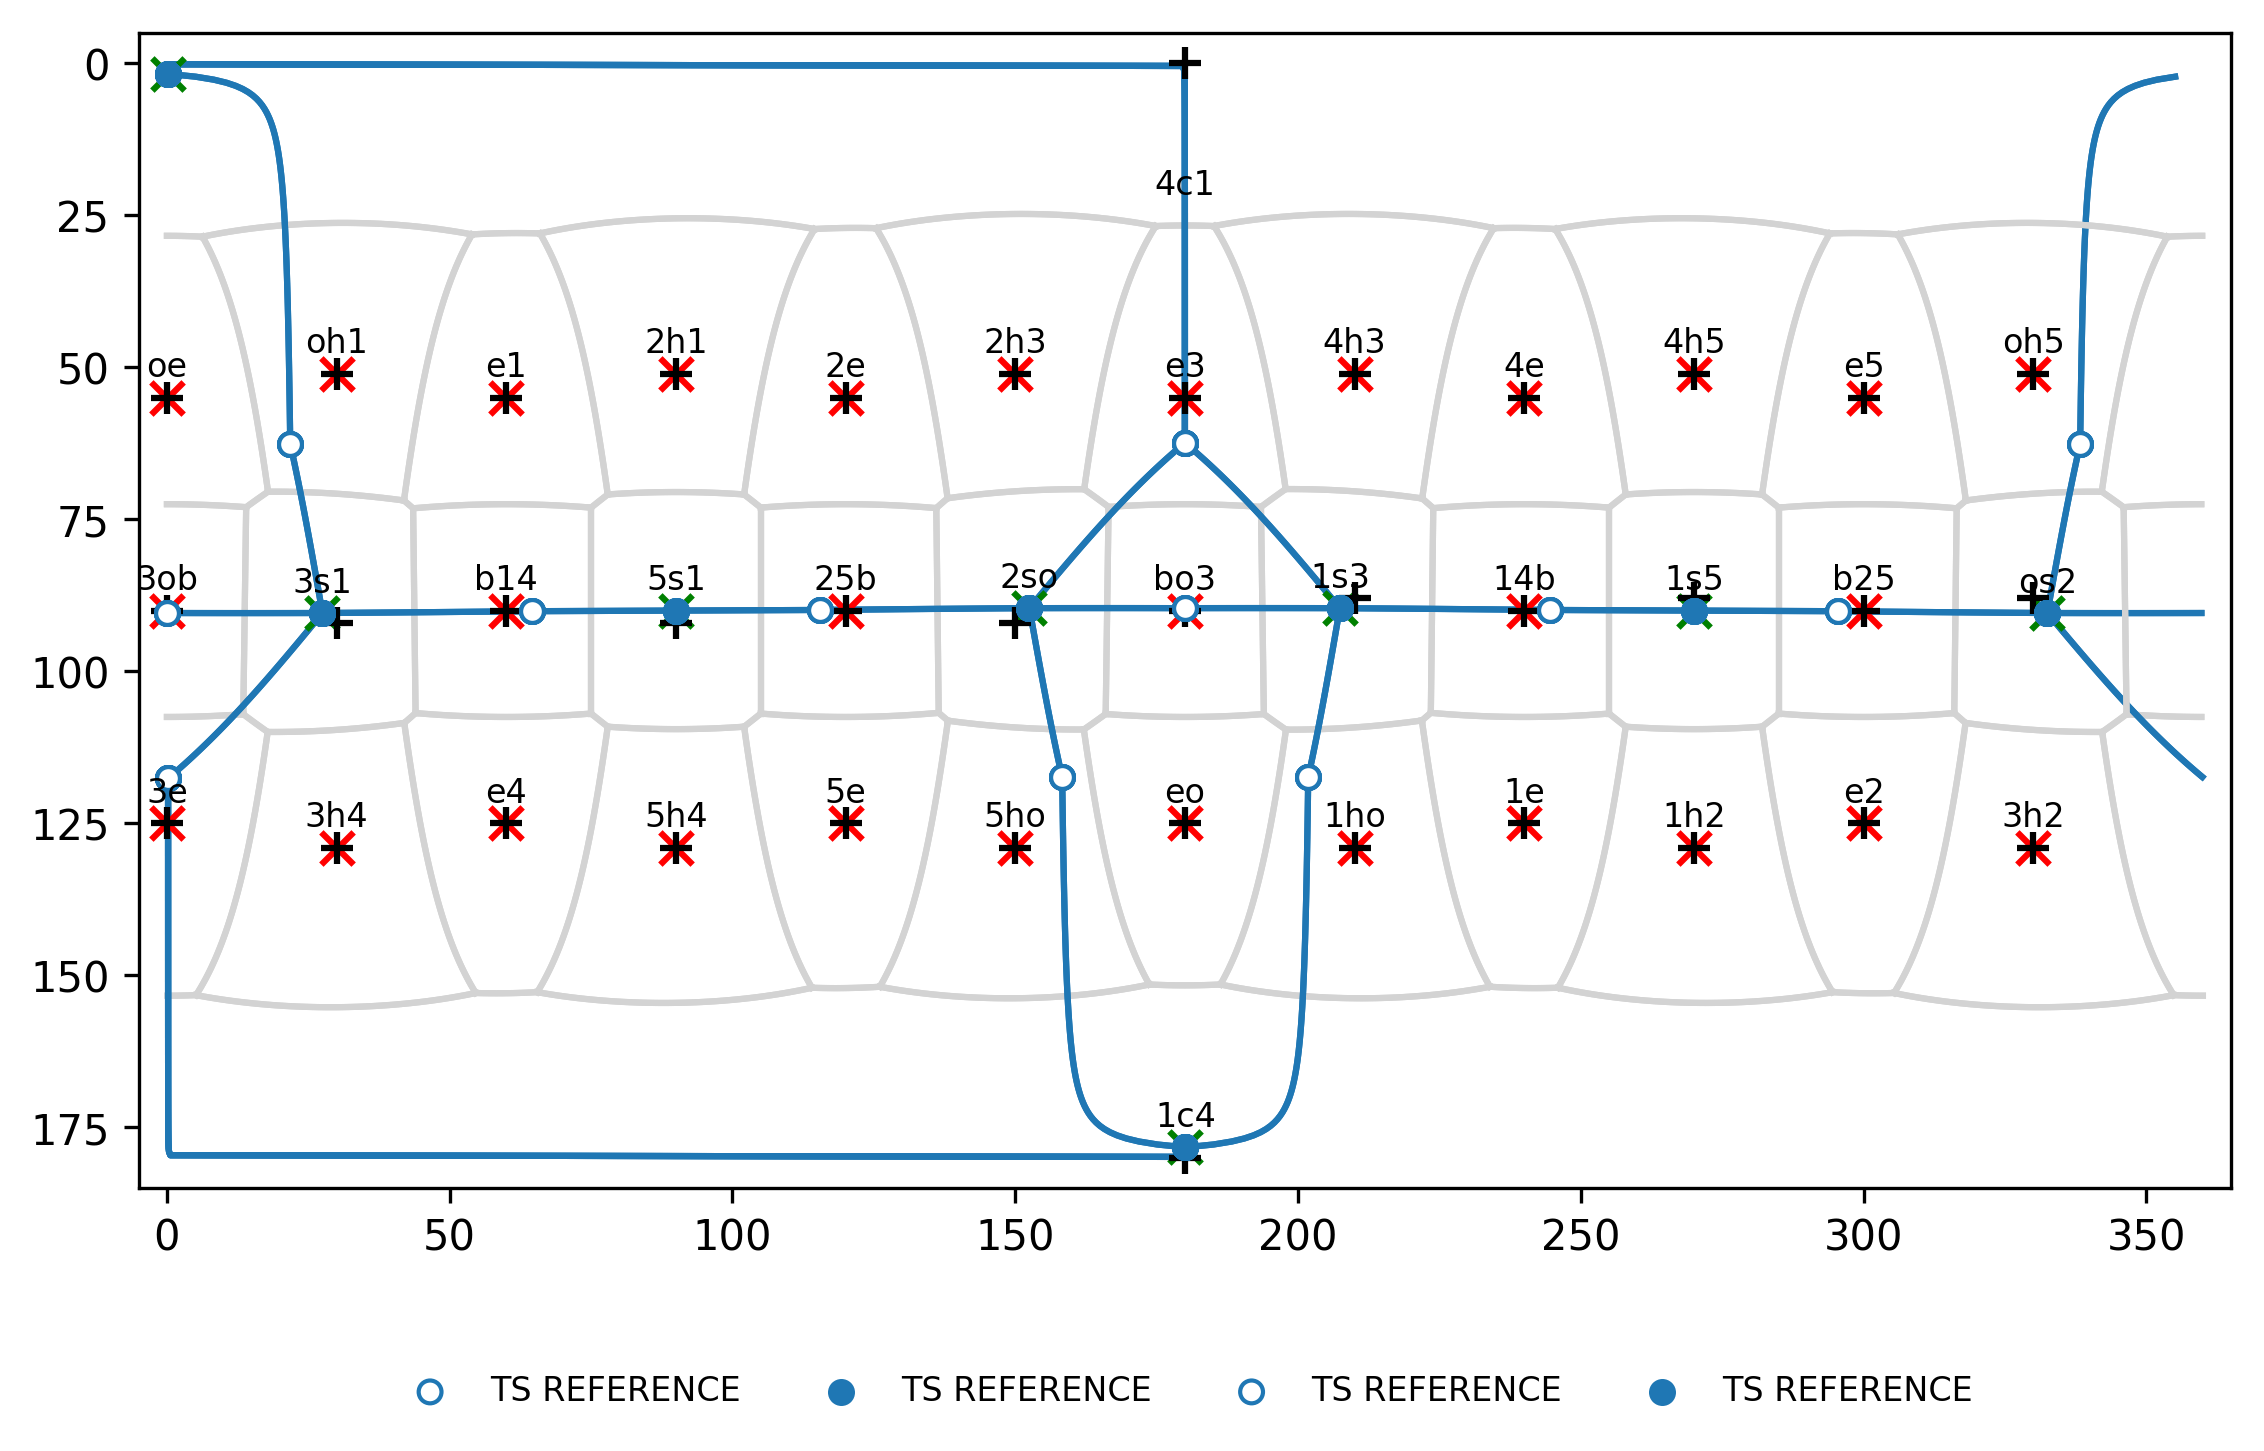 0
4c1
25
oh1 2h1 2h3 4h3 4h5 oh5
50 oe e1 2e e3 4e e5
75
3ob 3s1 b14 5s1 25b 2so bo3 1s3 14b 1s5 b25 os2
100
3e e4 5e eo 1e e2
125 3h4 5h4 5ho 1ho 1h2 3h2
150
175 1c4
0 50 100 150 200 250 300 350
TS REFERENCE TS REFERENCE TS REFERENCE TS REFERENCE